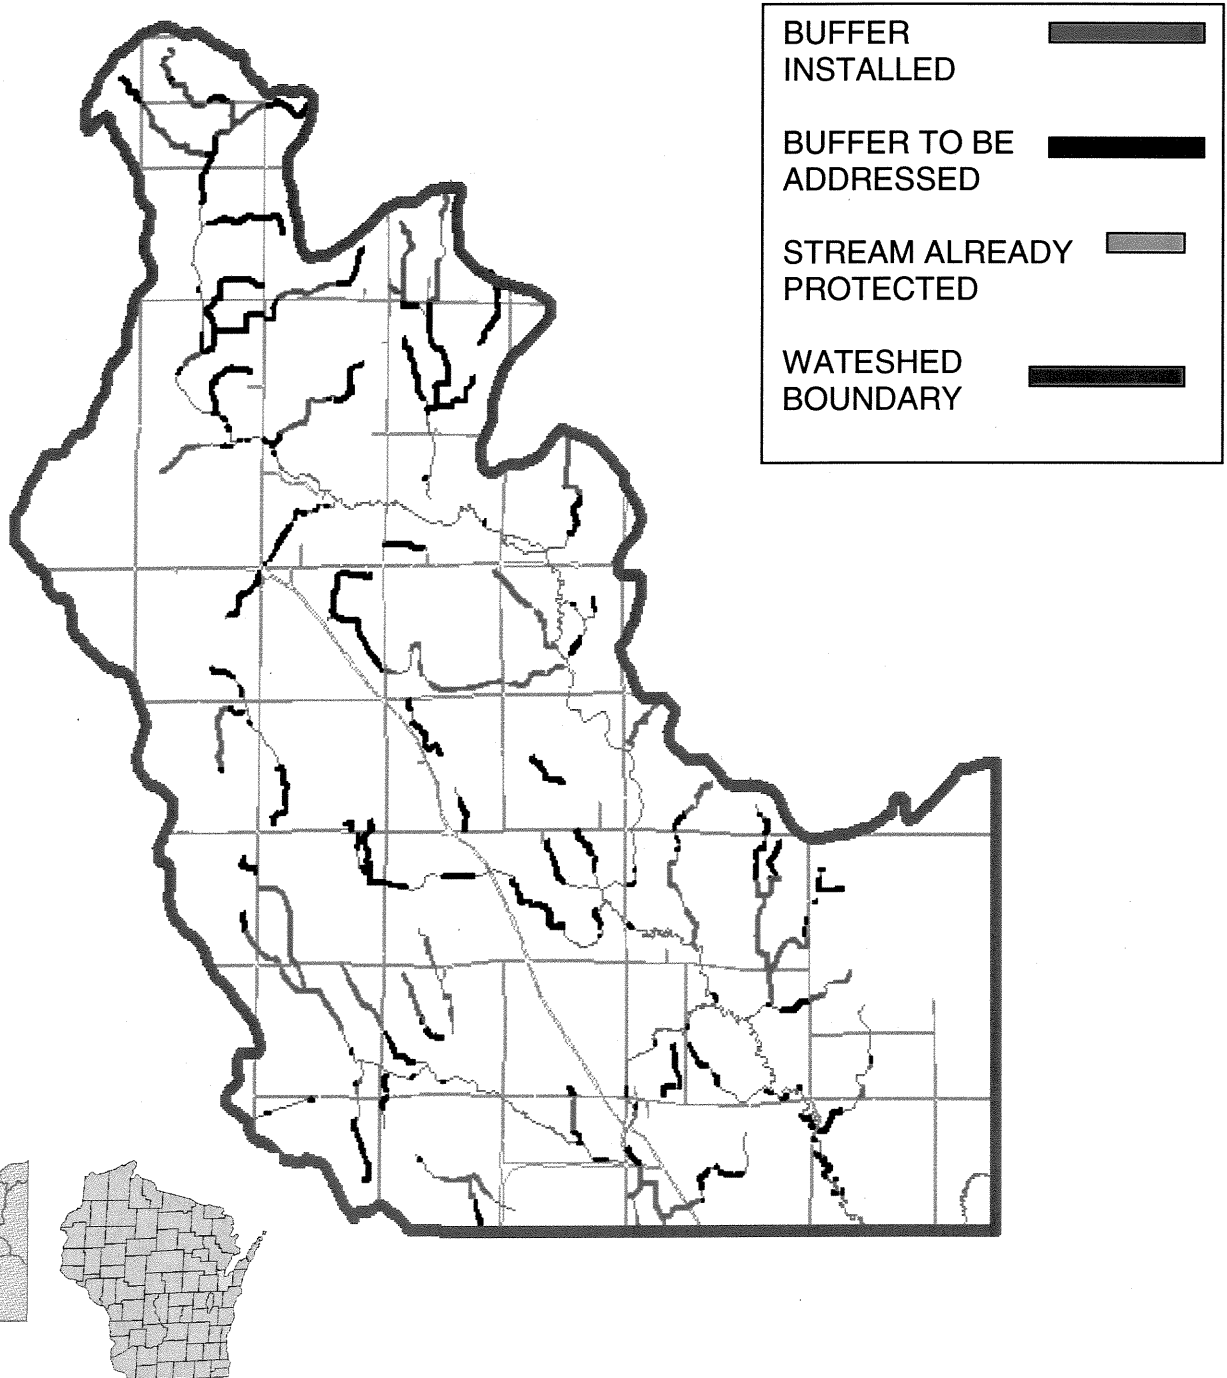 BUFFER
INSTALLED
BUFFER TO BE
ADDRESSED
STREAM ALREADY
PROTECTED
WATESHED
BOUNDARY